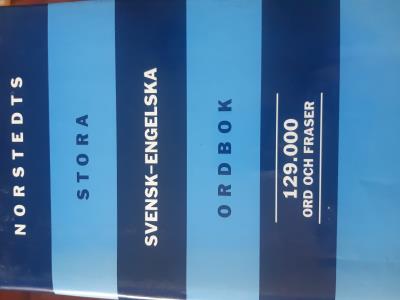 NORSTEDTS
STORA
SVENSK-ENGELSKA
ORDBOK
129.000
ORD OCH FRASER